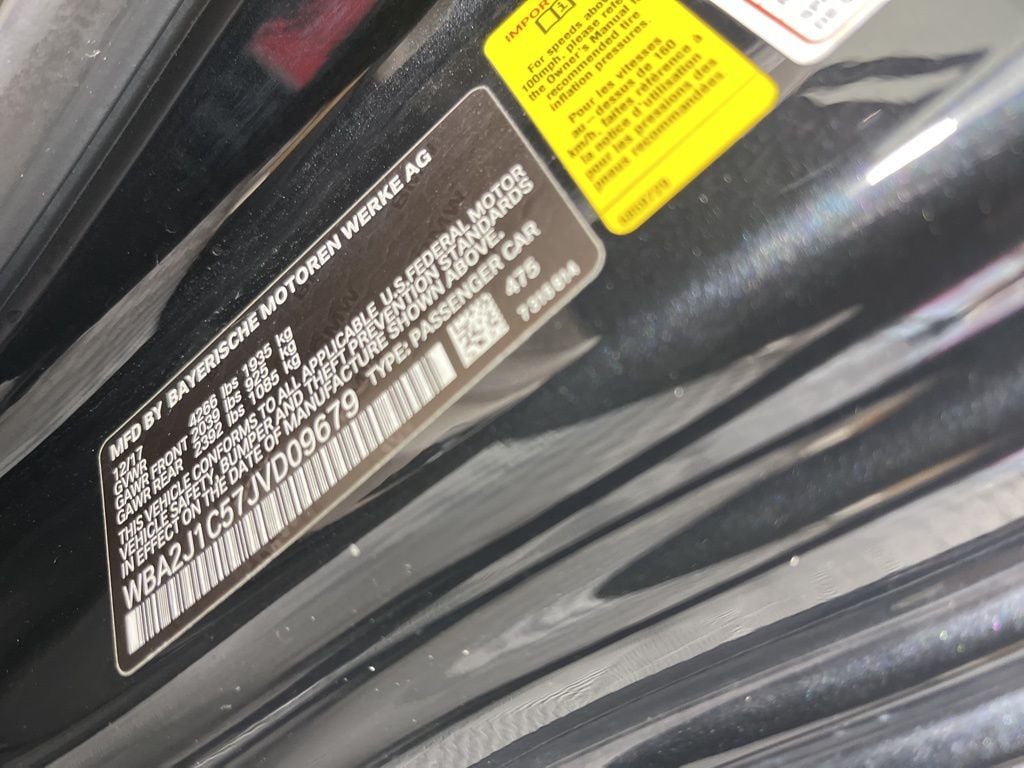 MFD BY BAYERISCHE MOTOREN WERKE AG
12/17
GVWR 4266 lbs 1935 kg
GAWR FRONT 2039 lbs 925 kg
GAWR REAR 2392 lbs 1085 kg
THIS VEHICLE CONFORMS TO ALL APPLICABLE U.S. FEDERAL MOTOR
VEHICLE SAFETY, BUMPER AND THEFT PREVENTION STANDARDS
IN EFFECT ON DATE OF MANUFACTURE SHOWN ABOVE.
WBA2J1C57JVD09679 TYPE: PASSENGER CAR
475
For speeds above
100mph, please refer
the Owner's Manual
recommended tire
inflation pressures.
Pour les vitesses
au-dessus de 160
km/h, faites référence à
la notice d'utilisation
pour les pressions des
pneus recommandées